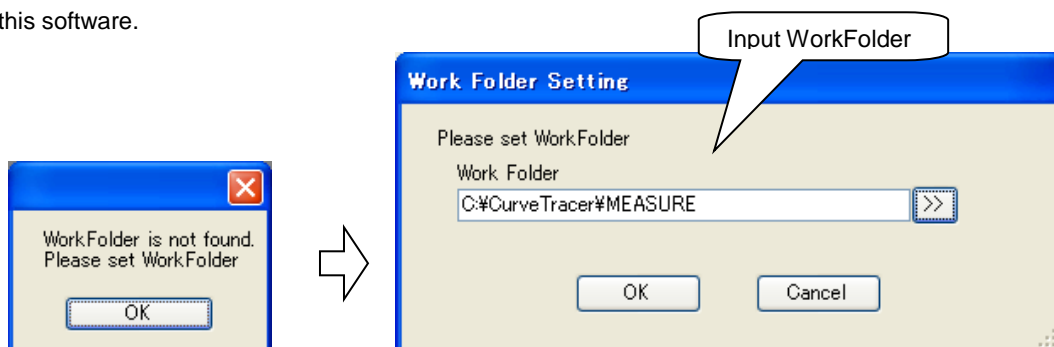 this software.
Input WorkFolder
Work Folder Setting
Please set WorkFolder
Work Folder
C:¥CurveTracer¥MEASURE
>>
WorkFolder is not found.
Please set WorkFolder
OK
OK
Cancel